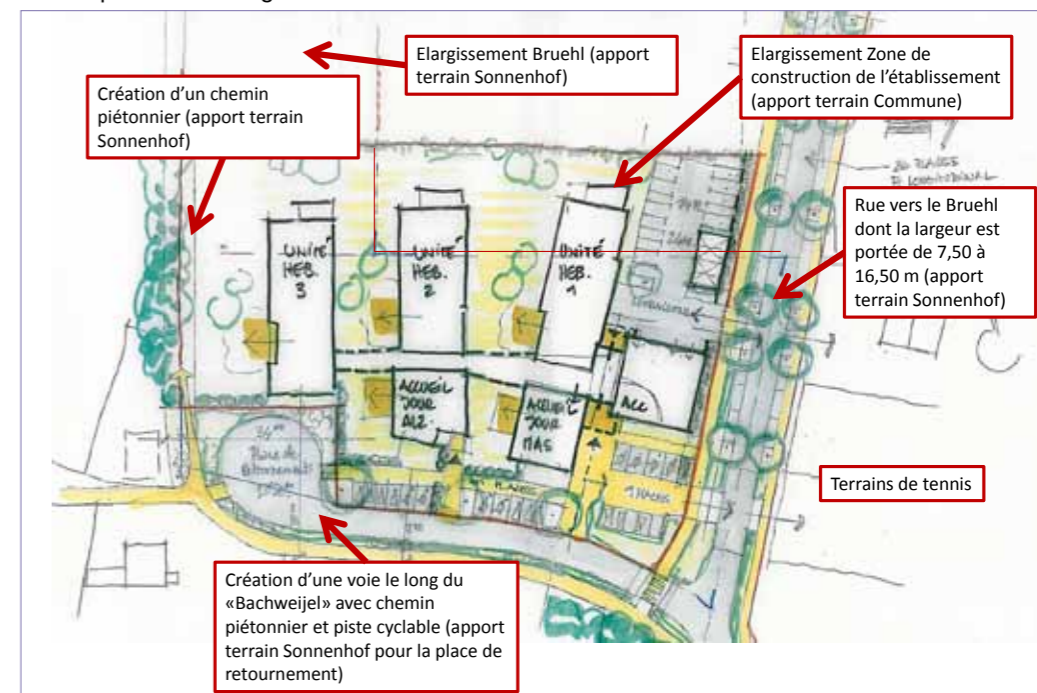 Elargissement Bruehl (apport
terrain Sonnenhof)
Elargissement Zone de
construction de l'établissement
(apport terrain Commune)
Création d'un chemin
piétonnier (apport terrain
Sonnenhof)
Rue vers le Bruehl
dont la largeur est
portée de 7,50 à
16,50 m (apport
terrain Sonnenhof)
UNITÉ
HEB.
3
UNITÉ
HEB.
2
UNITÉ
HEB.
1
ACCUEIL
JOUR
ACCUEIL
JOUR
MAS
ACC
Place de
Terrains de tennis
Création d'une voie le long du
«Bachweijel» avec chemin
piétonnier et piste cyclable (apport
terrain Sonnenhof pour la place de
retournement)